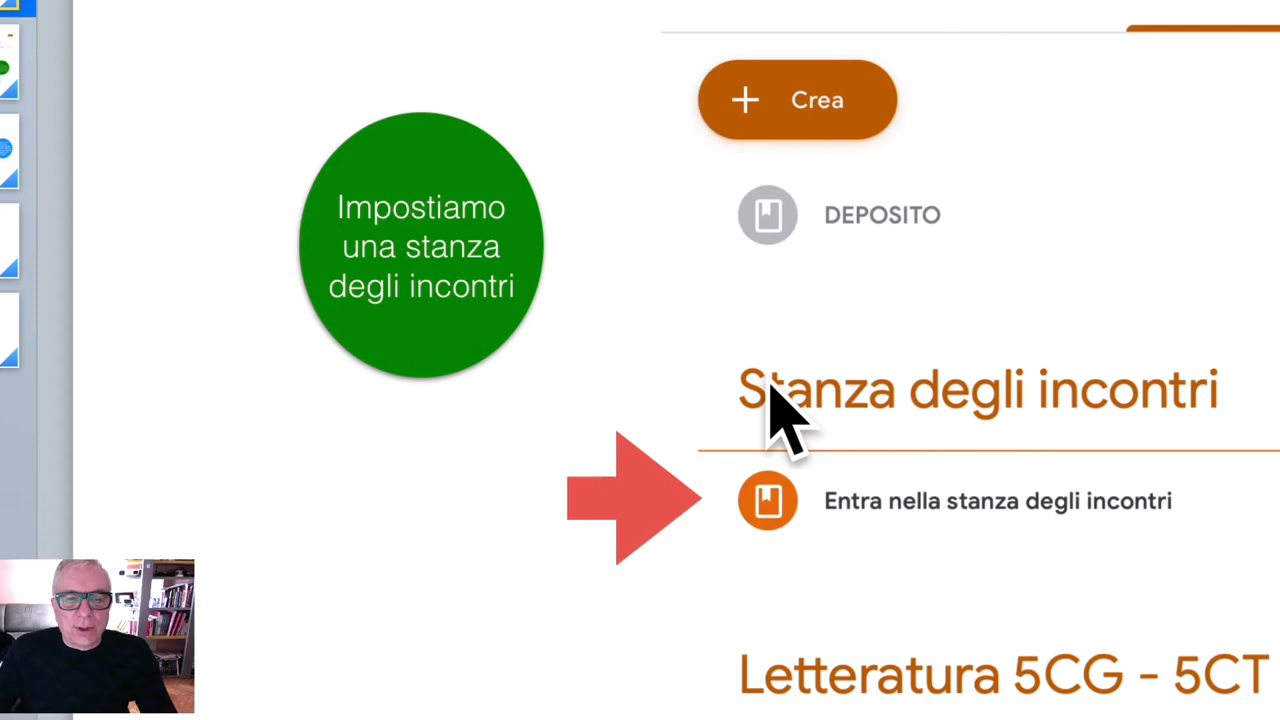 Impostiamo
una stanza
degli incontri
Crea
DEPOSITO
Stanza degli incontri
Entra nella stanza degli incontri
Letteratura 5CG - 5CT